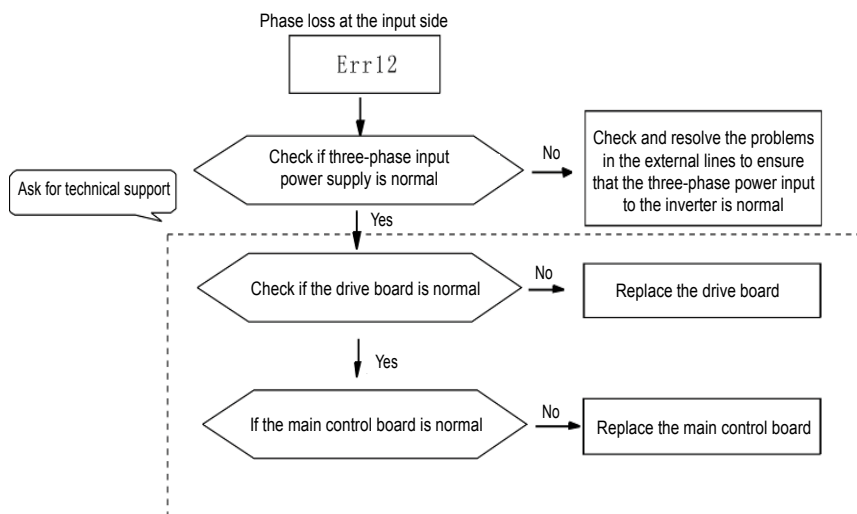 Phase loss at the input side
Err12
Check if three-phase input
power supply is normal
No
Check and resolve the problems
in the external lines to ensure
that the three-phase power input
to the inverter is normal
Ask for technical support
Yes
Check if the drive board is normal
No
Replace the drive board
Yes
If the main control board is normal
No
Replace the main control board